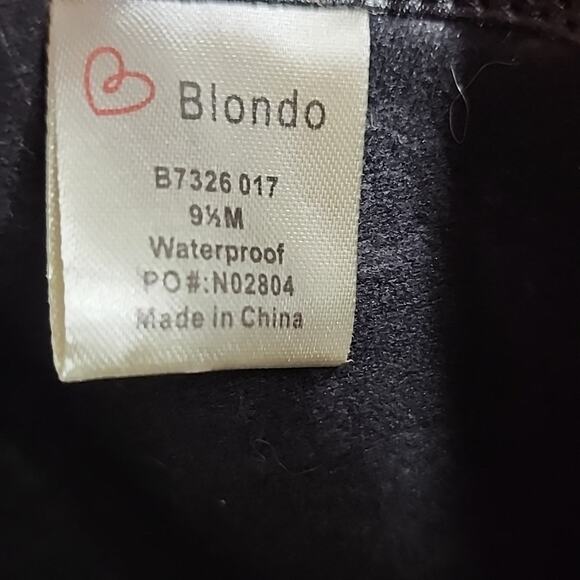 Blondo
B7326 017
9½M
Waterproof
PO#:N02804
Made in China